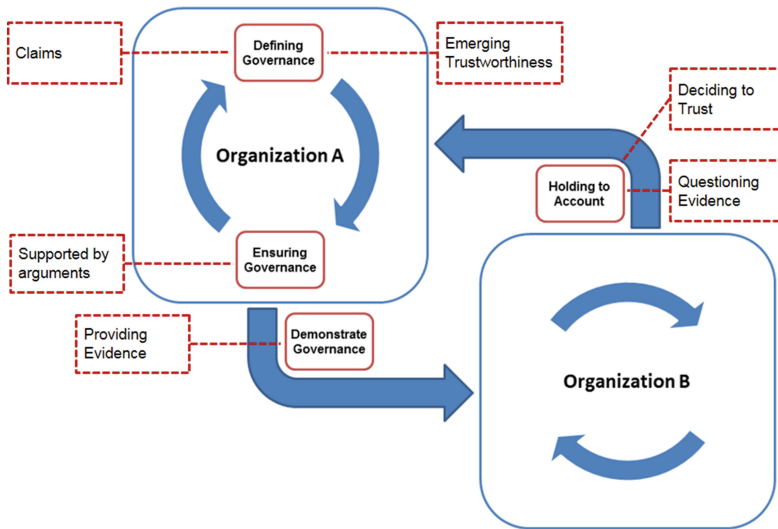 Claims
Defining
Governance
Emerging
Trustworthiness
Deciding to
Trust
Organization A
Holding to
Account
Questioning
Evidence
Supported by
arguments
Ensuring
Governance
Providing
Evidence
Demonstrate
Governance
Organization B